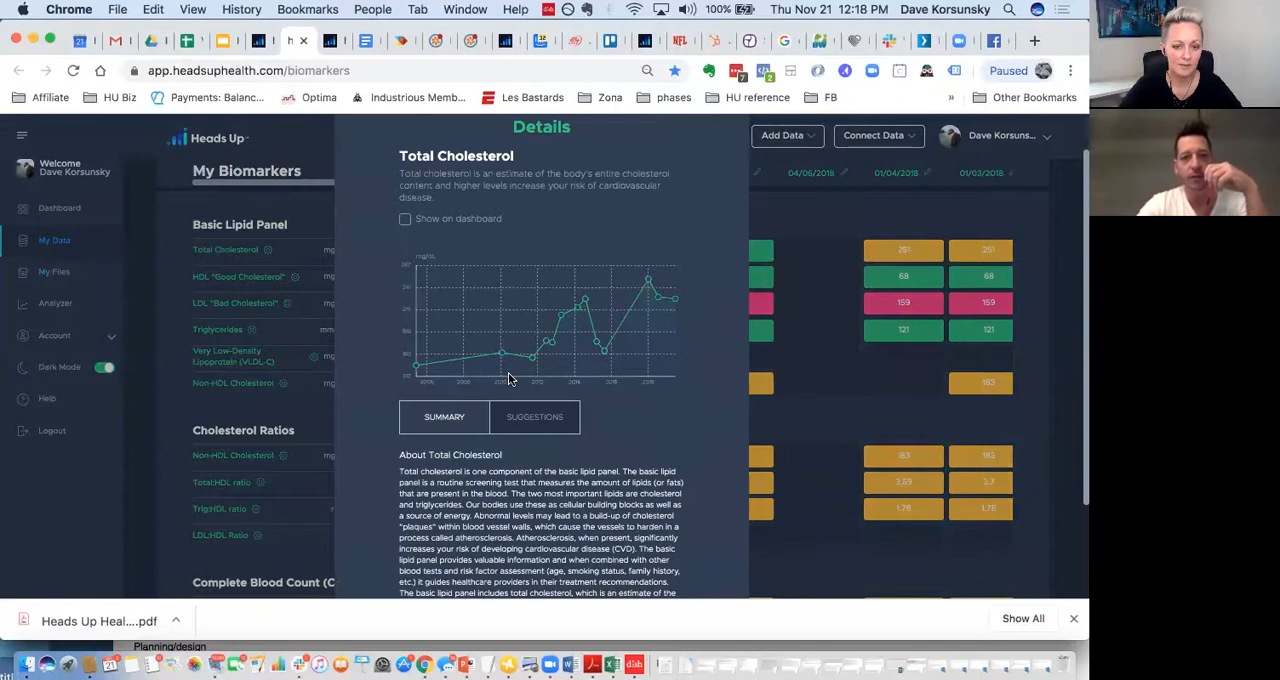 Chrome File Edit View History Bookmarks People Tab Window Help 100% Thu Nov 21 12:18 PM Dave Korsunsky
app.headsuphealth.com/biomarkers
Paused
Affiliate HU Biz Payments: Balanc... Optima Industrious Memb... Les Bastards Zona phases HU reference FB » Other Bookmarks
Heads Up
Welcome
Dave Korsunsky
Dashboard
My Data
My Files
Analyzer
Account
Dark Mode
Help
Logout
My Biomarkers
Add Data
Connect Data
Dave Korsuns...
04/06/2018 01/04/2018 01/03/2018
Basic Lipid Panel
Total Cholesterol mg 251 251
HDL "Good Cholesterol" mg 68 68
LDL "Bad Cholesterol" mg 159 159
Triglycerides mm 121 121
Very Low-Density
Lipoprotein (VLDL-C) mg
Non-HDL Cholesterol mg 183
Cholesterol Ratios
Non-HDL Cholesterol 183 183
Total:HDL ratio 3.69 3.7
Trig:HDL ratio 1.78 1.78
LDL:HDL Ratio
Complete Blood Count (C
Details
Total Cholesterol
Total cholesterol is an estimate of the body's entire cholesterol
content and higher levels increase your risk of cardiovascular
disease.
Show on dashboard
mg/dL
2012 2014
SUMMARY
SUGGESTIONS
About Total Cholesterol
Total cholesterol is one component of the basic lipid panel. The basic lipid
panel is a routine screening test that measures the amount of lipids (or fats)
that are present in the blood. The two most important lipids are cholesterol
and triglycerides. Our bodies use these as cellular building blocks as well as
a source of energy. Abnormal levels may lead to a build-up of cholesterol
"plaques" within blood vessel walls, which cause the vessels to harden in a
process called atherosclerosis. Atherosclerosis, when present, significantly
increases your risk of developing cardiovascular disease (CVD). The basic
lipid panel provides valuable information and when combined with other
blood tests and risk factor assessment (age, smoking status, family history,
etc.) it guides healthcare providers in their treatment recommendations.
The basic lipid panel includes total cholesterol, which is an estimate of the
Heads Up Heal....pdf
Show All
Planning/design